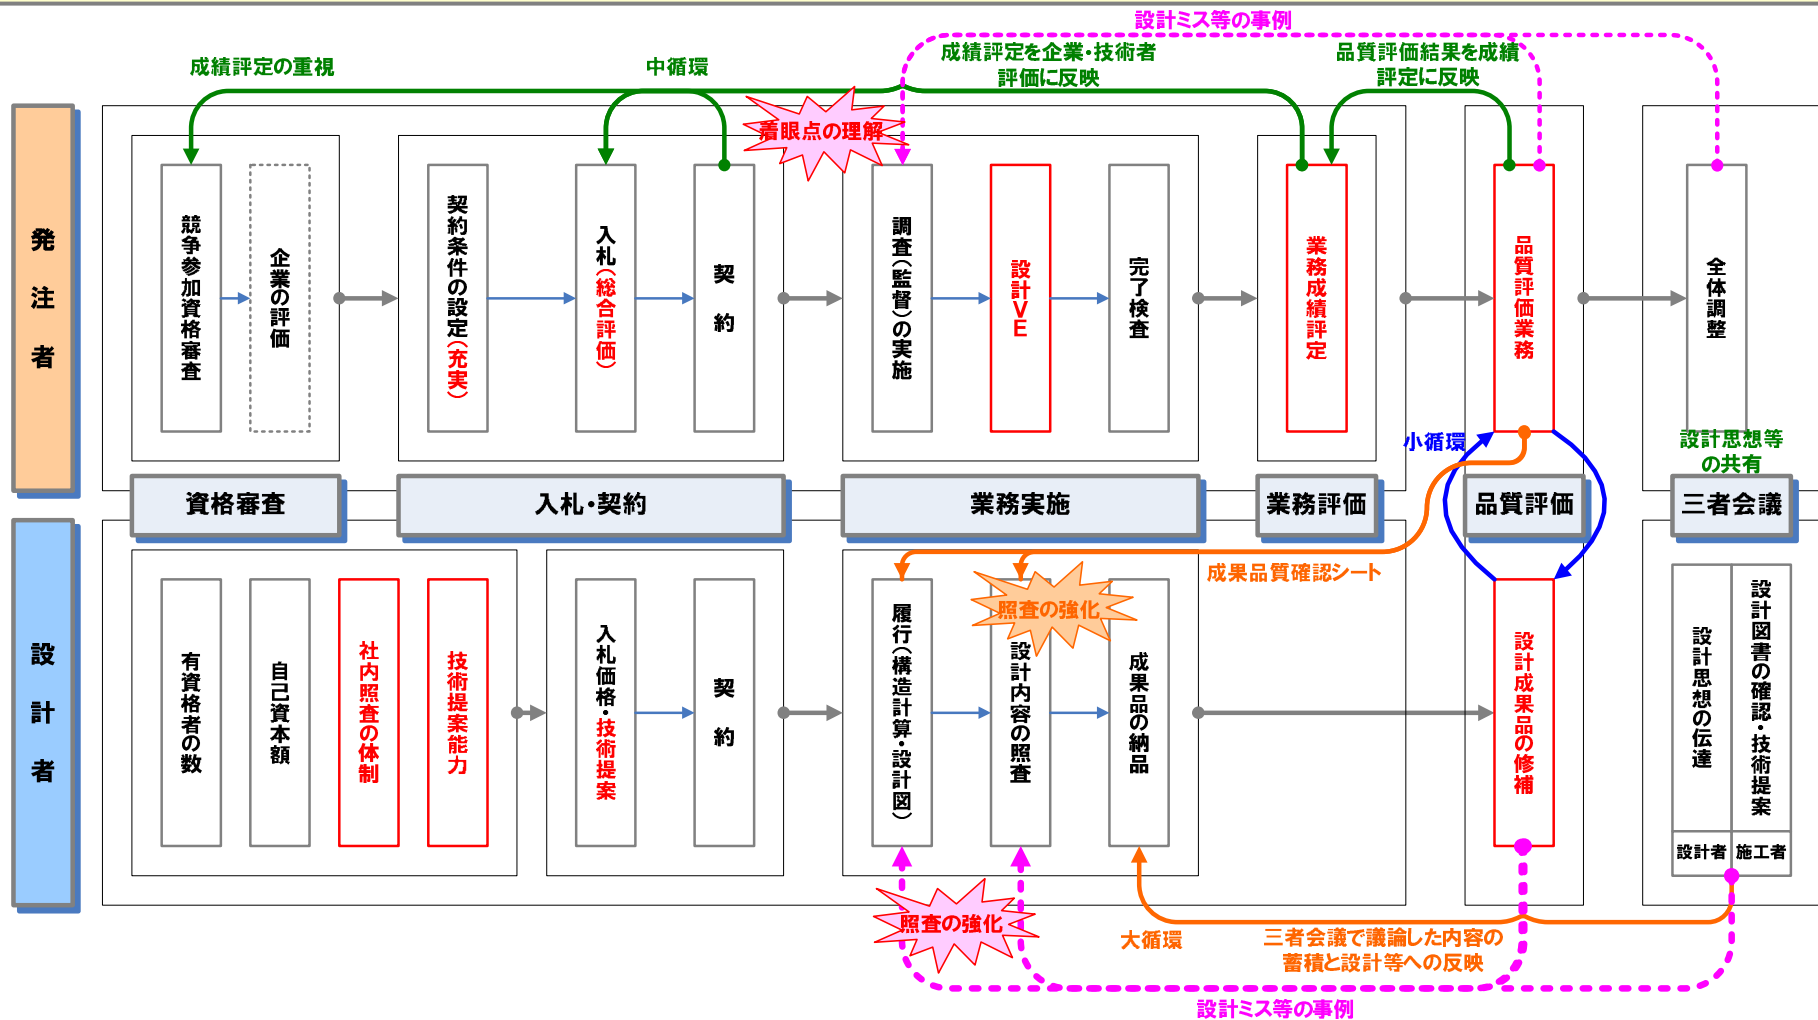 設計ミス等の事例
成績評定の重視
中循環
成績評定を企業・技術者
評価に反映
品質評価結果を成績
評定に反映
着眼点の理解
発注者
競争参加資格審査
企業の評価
契約条件の設定(充実)
入札(総合評価)
契約
調査(監督)の実施
設計VE
完了検査
業務成績評定
品質評価業務
全体調整
小循環
設計思想等
の共有
資格審査
入札・契約
業務実施
業務評価
品質評価
三者会議
成果品質確認シート
設計者
有資格者の数
自己資本額
社内照査の体制
技術提案能力
入札価格・技術提案
契約
履行(構造計算・設計図)
照査の強化
設計内容の照査
成果品の納品
設計成果品の修補
設計思想の伝達
設計図書の確認・技術提案
設計者
施工者
照査の強化
大循環
三者会議で議論した内容の
蓄積と設計等への反映
設計ミス等の事例